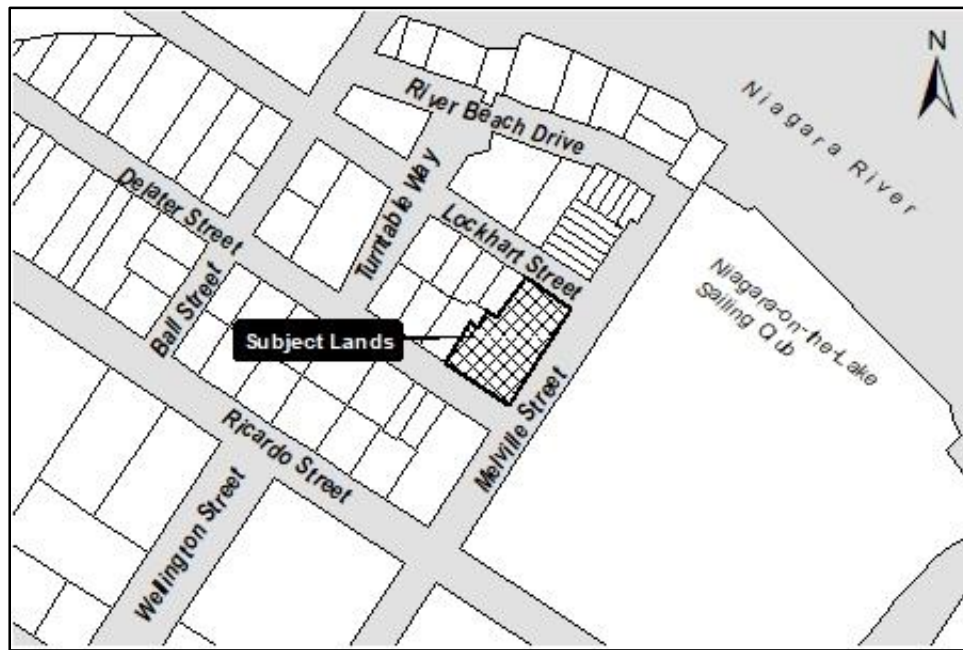 N
Niagara River
River Beach Drive
Delater Street
Turntable Way
Lockhart Street
Niagara-on-the-Lake
Sailing Club
Ball Street
Subject Lands
Melville Street
Ricardo Street
Wellington Street